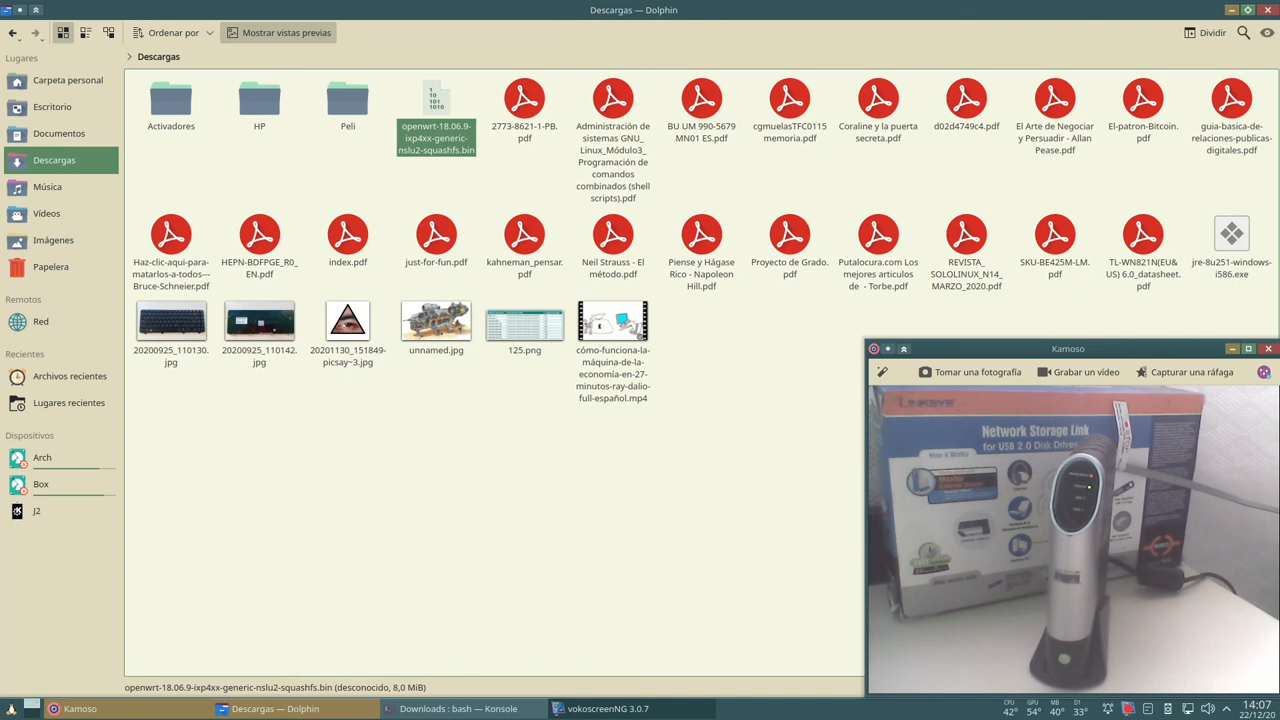 Descargas — Dolphin
Ordenar por
Mostrar vistas previas
Dividir
Lugares
Descargas
Carpeta personal
Escritorio
Documentos
Descargas
Música
Vídeos
Imágenes
Papelera
Remotos
Red
Recientes
Archivos recientes
Lugares recientes
Dispositivos
Arch
Box
J2
Activadores
HP
Peli
openwrt-18.06.9-
ixp4xx-generic-
nslu2-squashfs.bin
2773-8621-1-PB.
pdf
Administración de
sistemas GNU_
Linux_Módulo3_
Programación de
comandos
combinados (shell
scripts).pdf
BU UM 990-5679
MN01 ES.pdf
cgmuelasTFC0115
memoria.pdf
Coraline y la puerta
secreta.pdf
d02d4749c4.pdf
El Arte de Negociar
y Persuadir - Allan
Pease.pdf
El-patron-Bitcoin.
pdf
guia-basica-de-
relaciones-publicas-
digitales.pdf
Haz-clic-aqui-para-
matarlos-a-todos---
Bruce-Schneier.pdf
HEPN-BDFPGE_R0_
EN.pdf
index.pdf
just-for-fun.pdf
kahneman_pensar.
pdf
Neil Strauss - El
método.pdf
Piense y Hágase
Rico - Napoleon
Hill.pdf
Proyecto de Grado.
pdf
Putalocura.com Los
mejores articulos
de  - Torbe.pdf
REVISTA_
SOLOLINUX_N14_
MARZO_2020.pdf
SKU-BE425M-LM.
pdf
TL-WN821N(EU&
US) 6.0_datasheet.
pdf
jre-8u251-windows-
i586.exe
20200925_110130.
jpg
20200925_110142.
jpg
20201130_151849-
picsay~3.jpg
unnamed.jpg
125.png
cómo-funciona-la-
máquina-de-la-
economía-en-27-
minutos-ray-dalio-
full-español.mp4
Kamoso
Tomar una fotografía
Grabar un vídeo
Capturar una ráfaga
LINKSYS
Network Storage Link
for USB 2.0 Disk Drives
How it Works
openwrt-18.06.9-ixp4xx-generic-nslu2-squashfs.bin (desconocido, 8,0 MiB)
Kamoso
Descargas — Dolphin
Downloads : bash — Konsole
vokoscreenNG 3.0.7
CPU
42°
GPU
54°
MB
40°
D1
33°
14:07
22/12/20